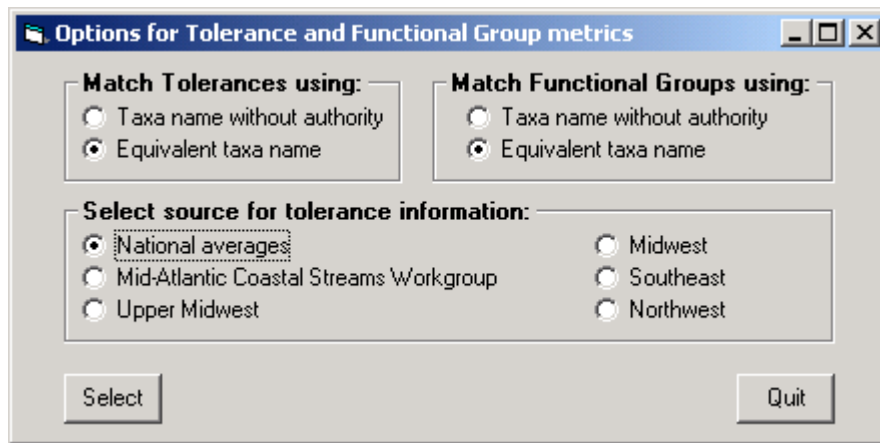 Options for Tolerance and Functional Group metrics
Match Tolerances using:
Taxa name without authority
Equivalent taxa name
Match Functional Groups using:
Taxa name without authority
Equivalent taxa name
Select source for tolerance information:
National averages
Mid-Atlantic Coastal Streams Workgroup
Upper Midwest
Midwest
Southeast
Northwest
Select
Quit